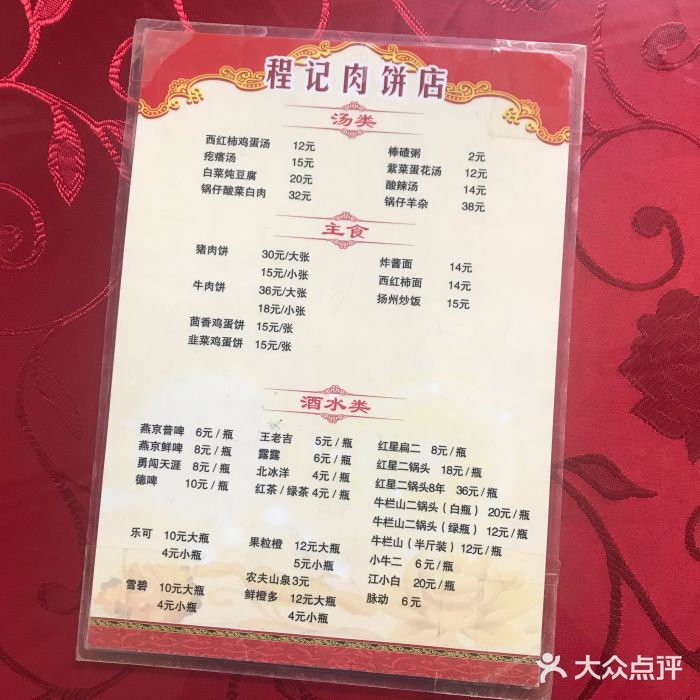 程记肉饼店
汤类
西红柿鸡蛋汤 12元
疙瘩汤 15元
白菜炖豆腐 20元
锅仔酸菜白肉 32元
棒碴粥 2元
紫菜蛋花汤 12元
酸辣汤 14元
锅仔羊杂 38元
主食
猪肉饼 30元/大张
15元/小张
牛肉饼 36元/大张
18元/小张
茴香鸡蛋饼 15元/张
韭菜鸡蛋饼 15元/张
炸酱面 14元
西红柿面 14元
扬州炒饭 15元
酒水类
燕京普啤 6元/瓶
燕京鲜啤 8元/瓶
勇闯天涯 8元/瓶
德啤 10元/瓶
王老吉 5元/瓶
露露 6元/瓶
北冰洋 4元/瓶
红茶/绿茶 4元/瓶
红星扁二 8元/瓶
红星二锅头 18元/瓶
红星二锅头8年 36元/瓶
牛栏山二锅头(白瓶) 20元/瓶
牛栏山二锅头(绿瓶) 12元/瓶
牛栏山(半斤装) 12元/瓶
小牛二 6元/瓶
江小白 20元/瓶
脉动 6元
乐可 10元大瓶
4元小瓶
雪碧 10元大瓶
4元小瓶
果粒橙 12元大瓶
5元小瓶
农夫山泉3元
鲜橙多 12元大瓶
4元小瓶
大众点评